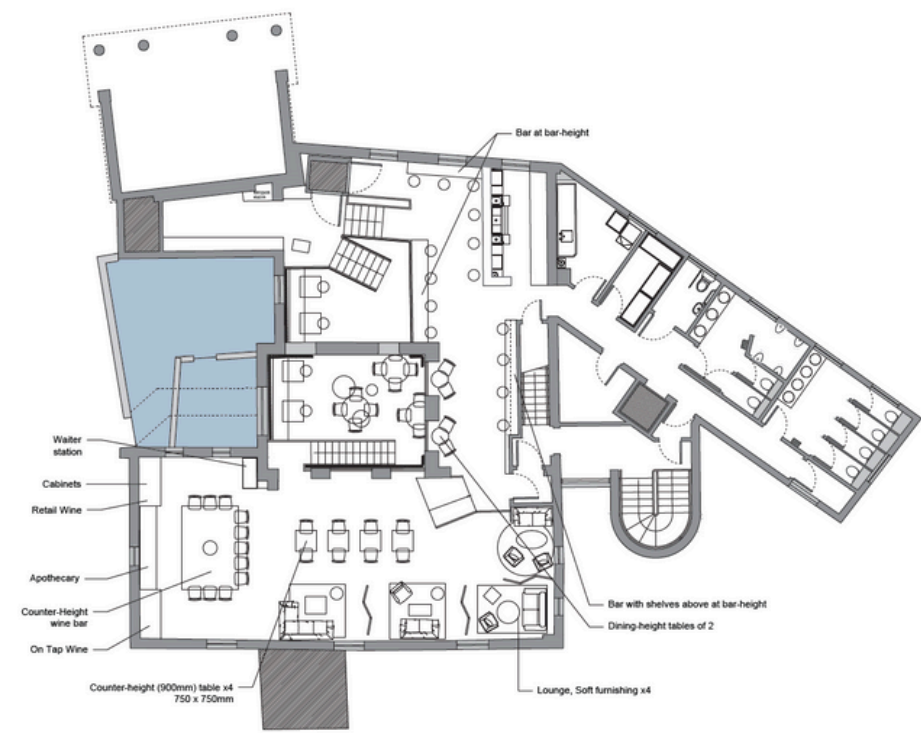 Bar at bar-height
Waiter
station
Cabinets
Retail Wine
Apothecary
Counter-Height
wine bar
On Tap Wine
Counter-height (900mm) table x4
750 x 750mm
Bar with shelves above at bar-height
Dining-height tables of 2
Lounge, Soft furnishing x4